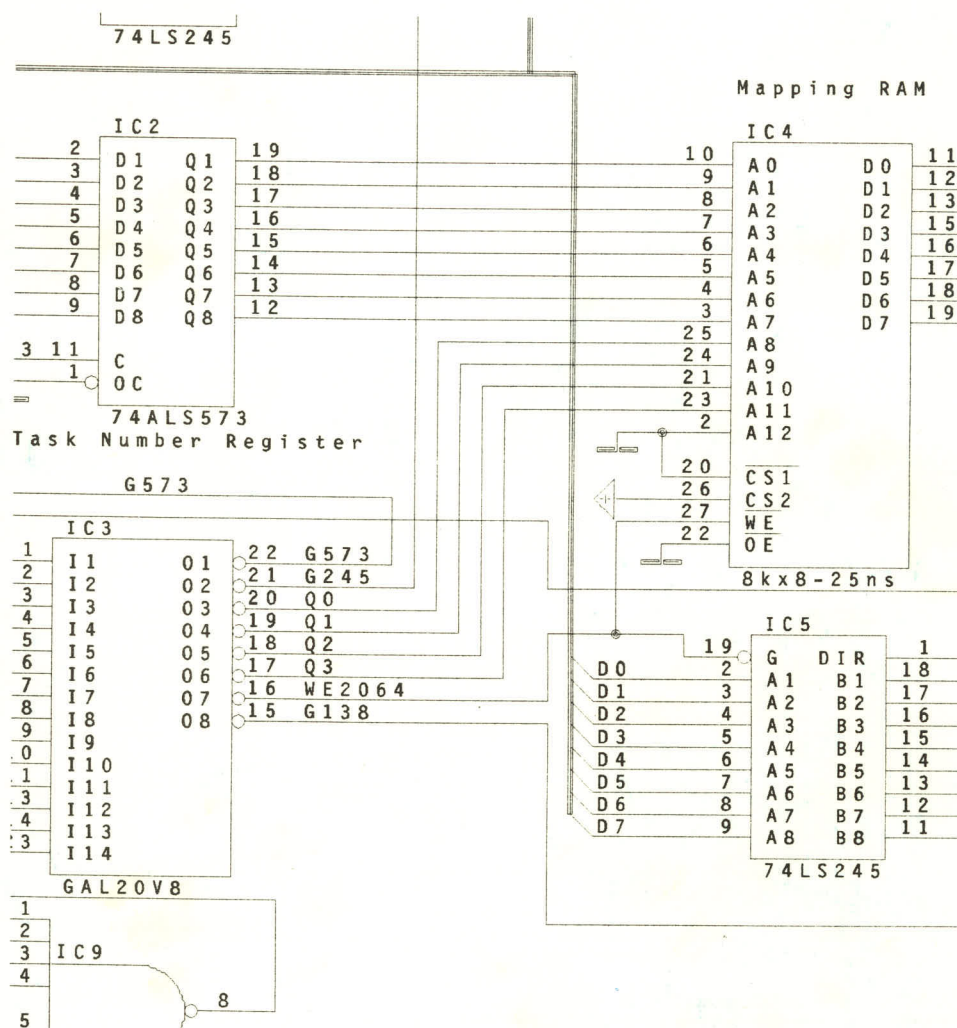 74LS245
Mapping RAM
IC2
2 D1 Q1 19
3 D2 Q2 18
4 D3 Q3 17
5 D4 Q4 16
6 D5 Q5 15
7 D6 Q6 14
8 D7 Q7 13
9 D8 Q8 12
3 11 C
1 OC
74ALS573
Task Number Register
IC4
10 A0 D0 11
9 A1 D1 12
8 A2 D2 13
7 A3 D3 15
6 A4 D4 16
5 A5 D5 17
4 A6 D6 18
3 A7 D7 19
25 A8
24 A9
21 A10
23 A11
2 A12
20 CS1
26 CS2
27 WE
22 OE
8kx8-25ns
G573
IC3
1 I1 O1 22 G573
2 I2 O2 21 G245
3 I3 O3 20 Q0
4 I4 O4 19 Q1
5 I5 O5 18 Q2
6 I6 O6 17 Q3
7 I7 O7 16 WE2064
8 I8 O8 15 G138
9 I9
0 I10
1 I11
3 I12
4 I13
3 I14
GAL20V8
IC5
19 G DIR 1
D0 2 A1 B1 18
D1 3 A2 B2 17
D2 4 A3 B3 16
D3 5 A4 B4 15
D4 6 A5 B5 14
D5 7 A6 B6 13
D6 8 A7 B7 12
D7 9 A8 B8 11
74LS245
1
2
3 IC9
4
5
8